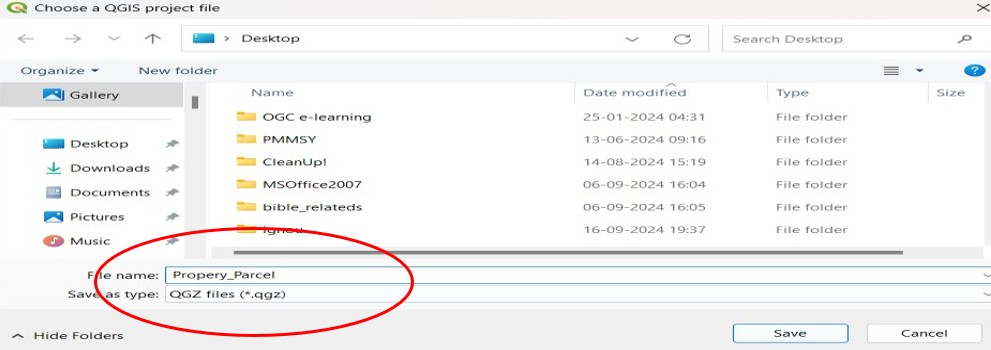 Choose a QGIS project file
Desktop
Search Desktop
Organize
New folder
Gallery
Desktop
Downloads
Documents
Pictures
Music
Name Date modified Type Size
OGC e-learning 25-01-2024 04:31 File folder
PMMSY 13-06-2024 09:16 File folder
CleanUp! 14-08-2024 15:19 File folder
MSOffice2007 06-09-2024 16:04 File folder
bible_relateds 06-09-2024 16:05 File folder
ignou 16-09-2024 19:37 File folder
File name: Propery_Parcel
Save as type: QGZ files (*.qgz)
Hide Folders
Save
Cancel